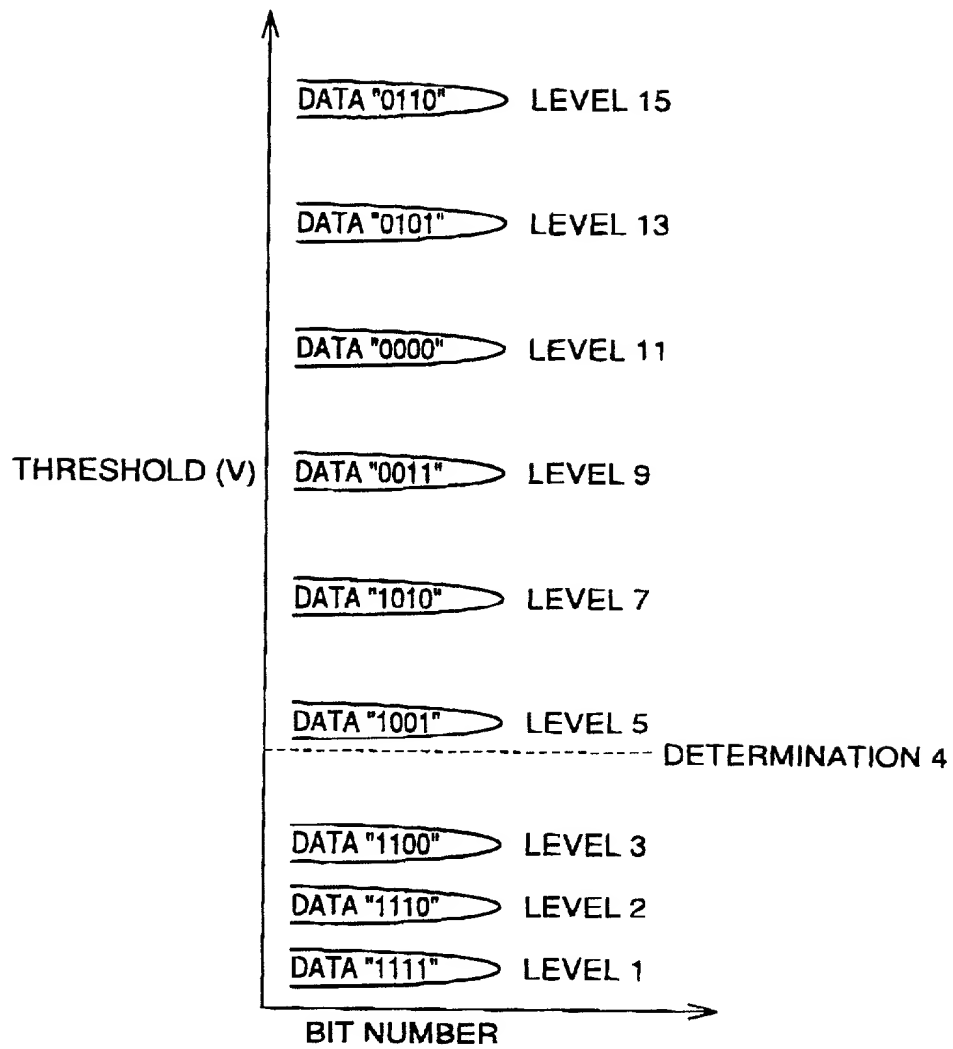 DATA "0110" LEVEL 15
DATA "0101" LEVEL 13
DATA "0000" LEVEL 11
THRESHOLD (V) DATA "0011" LEVEL 9
DATA "1010" LEVEL 7
DATA "1001" LEVEL 5
DETERMINATION 4
DATA "1100" LEVEL 3
DATA "1110" LEVEL 2
DATA "1111" LEVEL 1
BIT NUMBER